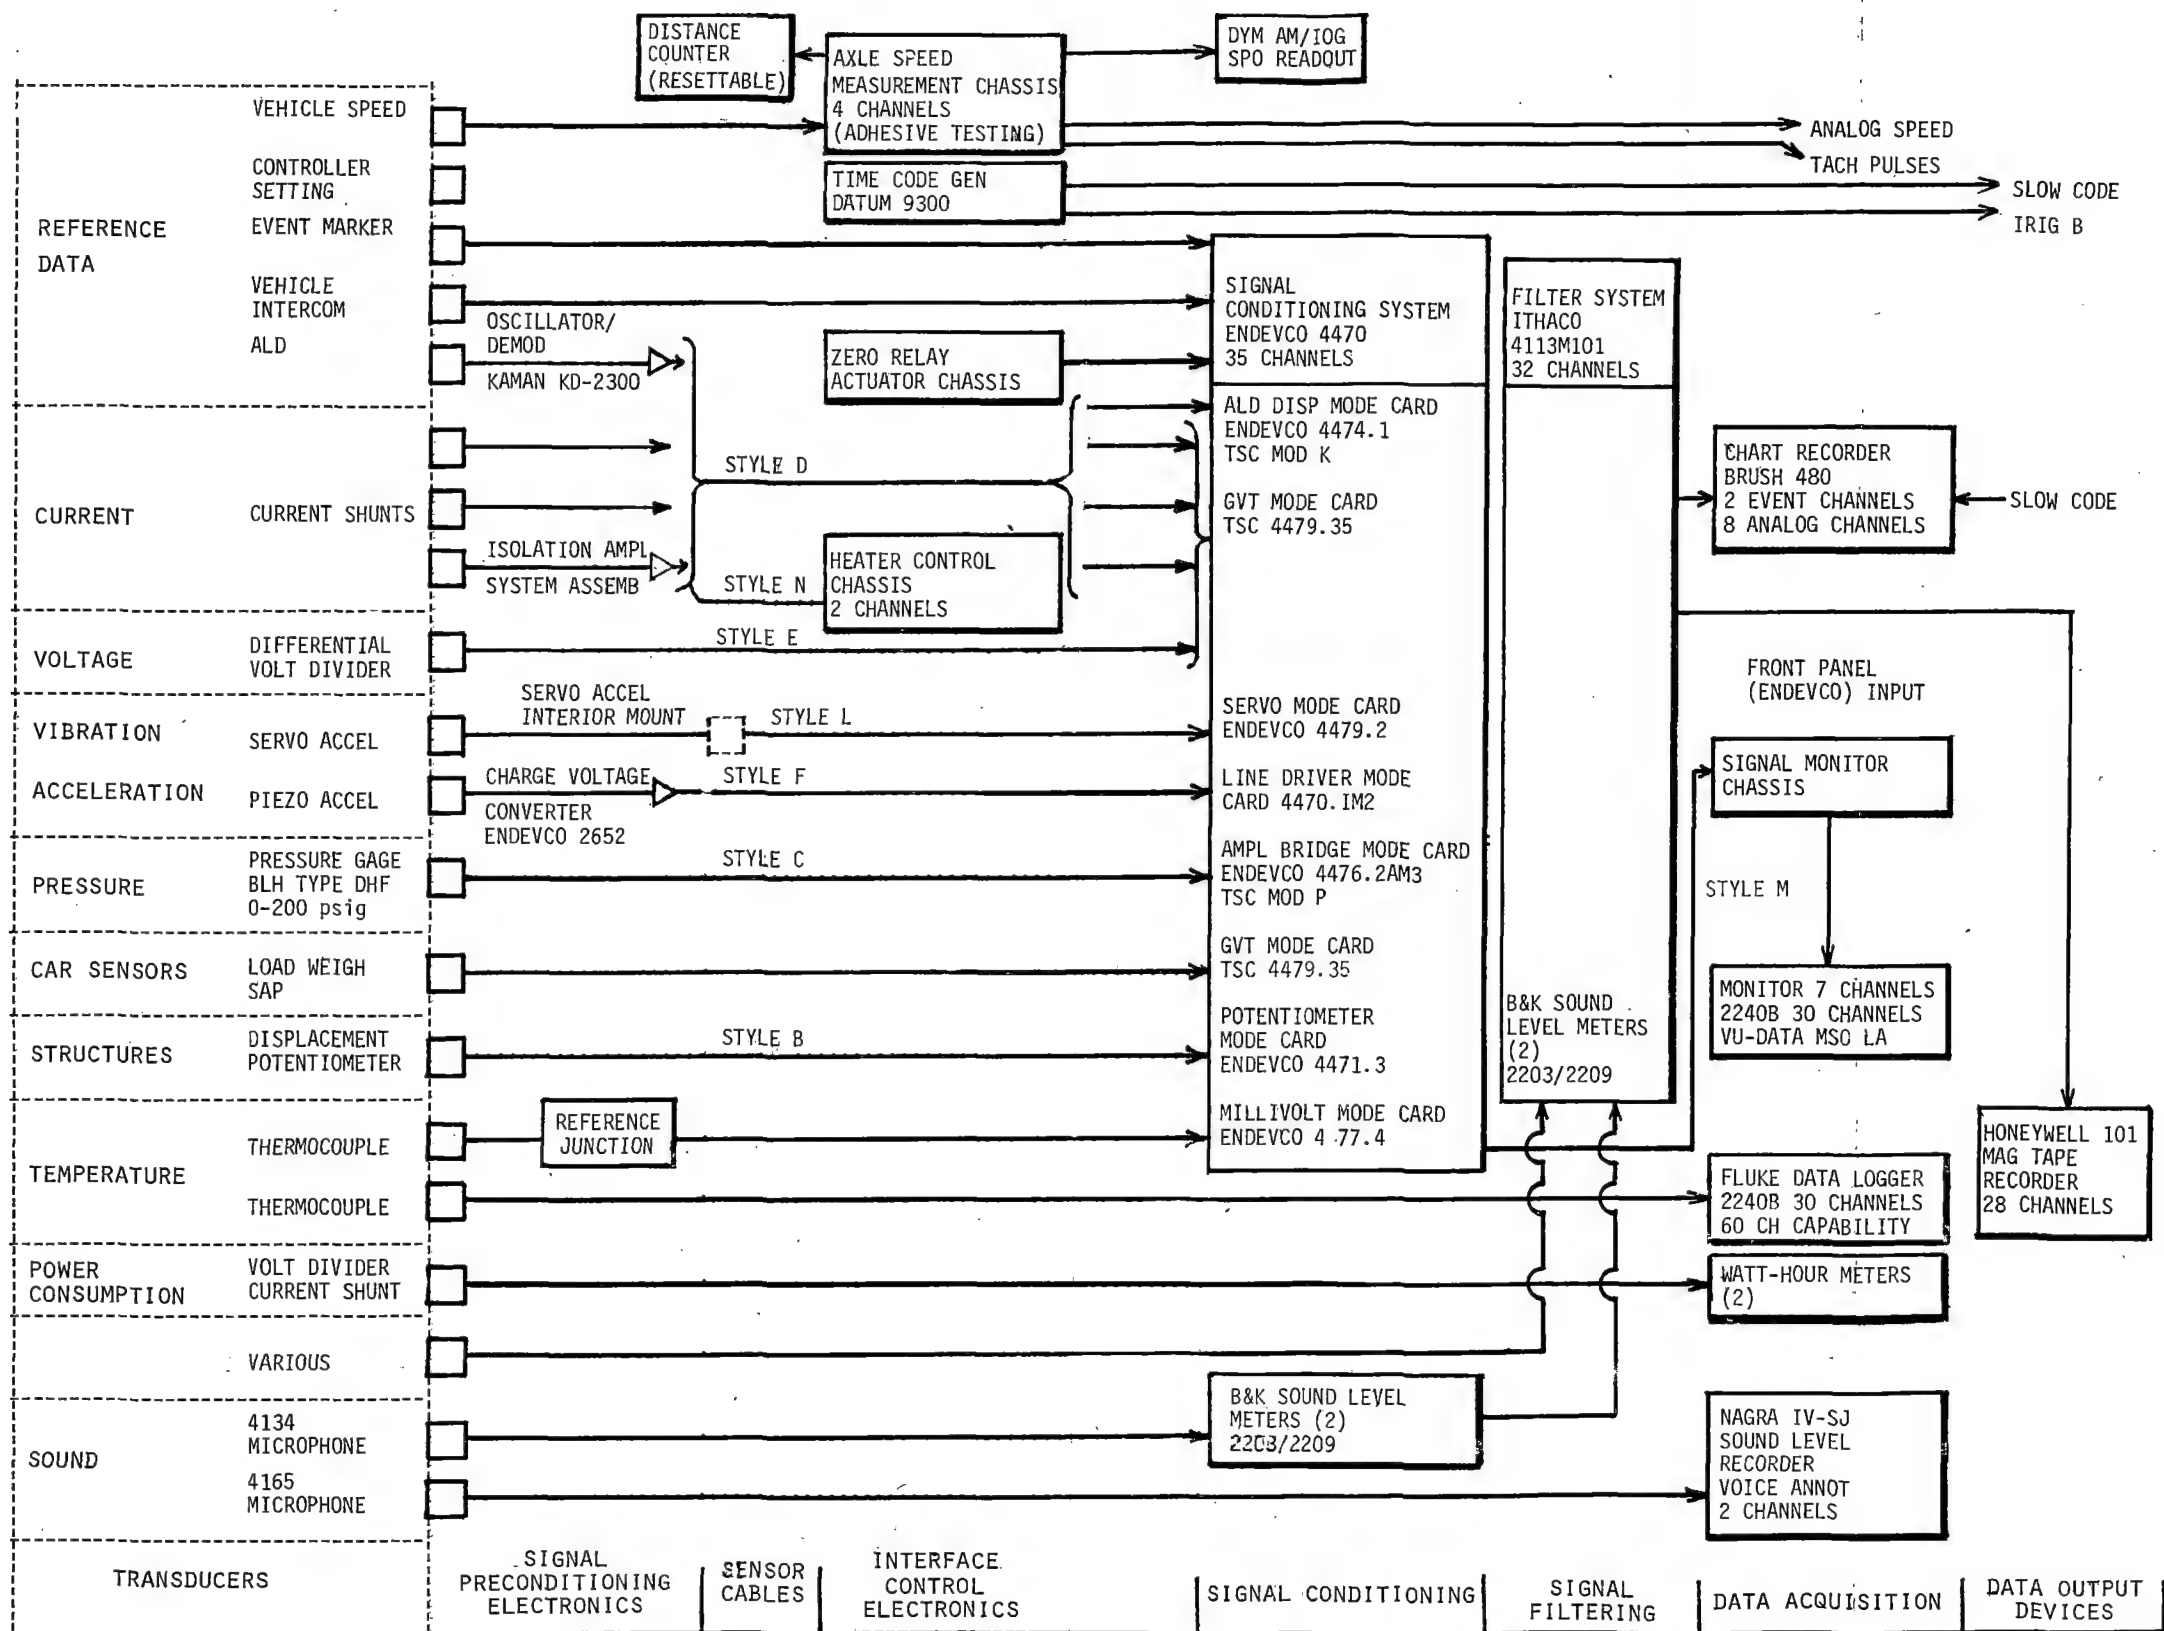 DISTANCE
COUNTER
(RESETTABLE)
AXLE SPEED
MEASUREMENT CHASSIS
4 CHANNELS
(ADHESIVE TESTING)
DYM AM/IOG
SPO READOUT
ANALOG SPEED
TACH PULSES
TIME CODE GEN
DATUM 9300
SLOW CODE
IRIG B
REFERENCE
DATA
VEHICLE SPEED
CONTROLLER
SETTING
EVENT MARKER
VEHICLE
INTERCOM
ALD
OSCILLATOR/
DEMOD
KAMAN KD-2300
ZERO RELAY
ACTUATOR CHASSIS
SIGNAL
CONDITIONING SYSTEM
ENDEVCO 4470
35 CHANNELS
FILTER SYSTEM
ITHACO
4113M101
32 CHANNELS
CURRENT
CURRENT SHUNTS
ISOLATION AMPL
SYSTEM ASSEMB
STYLE D
STYLE N
HEATER CONTROL
CHASSIS
2 CHANNELS
ALD DISP MODE CARD
ENDEVCO 4474.1
TSC MOD K
GVT MODE CARD
TSC 4479.35
CHART RECORDER
BRUSH 480
2 EVENT CHANNELS
8 ANALOG CHANNELS
SLOW CODE
VOLTAGE
DIFFERENTIAL
VOLT DIVIDER
STYLE E
FRONT PANEL
(ENDEVCO) INPUT
VIBRATION
ACCELERATION
SERVO ACCEL
SERVO ACCEL
INTERIOR MOUNT
STYLE L
SERVO MODE CARD
ENDEVCO 4479.2
PIEZO ACCEL
CHARGE VOLTAGE
CONVERTER
ENDEVCO 2652
STYLE F
LINE DRIVER MODE
CARD 4470.IM2
SIGNAL MONITOR
CHASSIS
STYLE M
PRESSURE
PRESSURE GAGE
BLH TYPE DHF
0-200 psig
STYLE C
AMPL BRIDGE MODE CARD
ENDEVCO 4476.2AM3
TSC MOD P
CAR SENSORS
LOAD WEIGH
SAP
GVT MODE CARD
TSC 4479.35
MONITOR 7 CHANNELS
2240B 30 CHANNELS
VU-DATA MSO LA
STRUCTURES
DISPLACEMENT
POTENTIOMETER
STYLE B
POTENTIOMETER
MODE CARD
ENDEVCO 4471.3
B&K SOUND
LEVEL METERS
(2)
2203/2209
TEMPERATURE
THERMOCOUPLE
REFERENCE
JUNCTION
MILLIVOLT MODE CARD
ENDEVCO 4 77.4
HONEYWELL 101
MAG TAPE
RECORDER
28 CHANNELS
THERMOCOUPLE
FLUKE DATA LOGGER
2240B 30 CHANNELS
60 CH CAPABILITY
POWER
CONSUMPTION
VOLT DIVIDER
CURRENT SHUNT
WATT-HOUR METERS
(2)
VARIOUS
SOUND
4134
MICROPHONE
B&K SOUND LEVEL
METERS (2)
2203/2209
4165
MICROPHONE
NAGRA IV-SJ
SOUND LEVEL
RECORDER
VOICE ANNOT
2 CHANNELS
TRANSDUCERS
SIGNAL
PRECONDITIONING
ELECTRONICS
SENSOR
CABLES
INTERFACE
CONTROL
ELECTRONICS
SIGNAL CONDITIONING
SIGNAL
FILTERING
DATA ACQUISITION
DATA OUTPUT
DEVICES